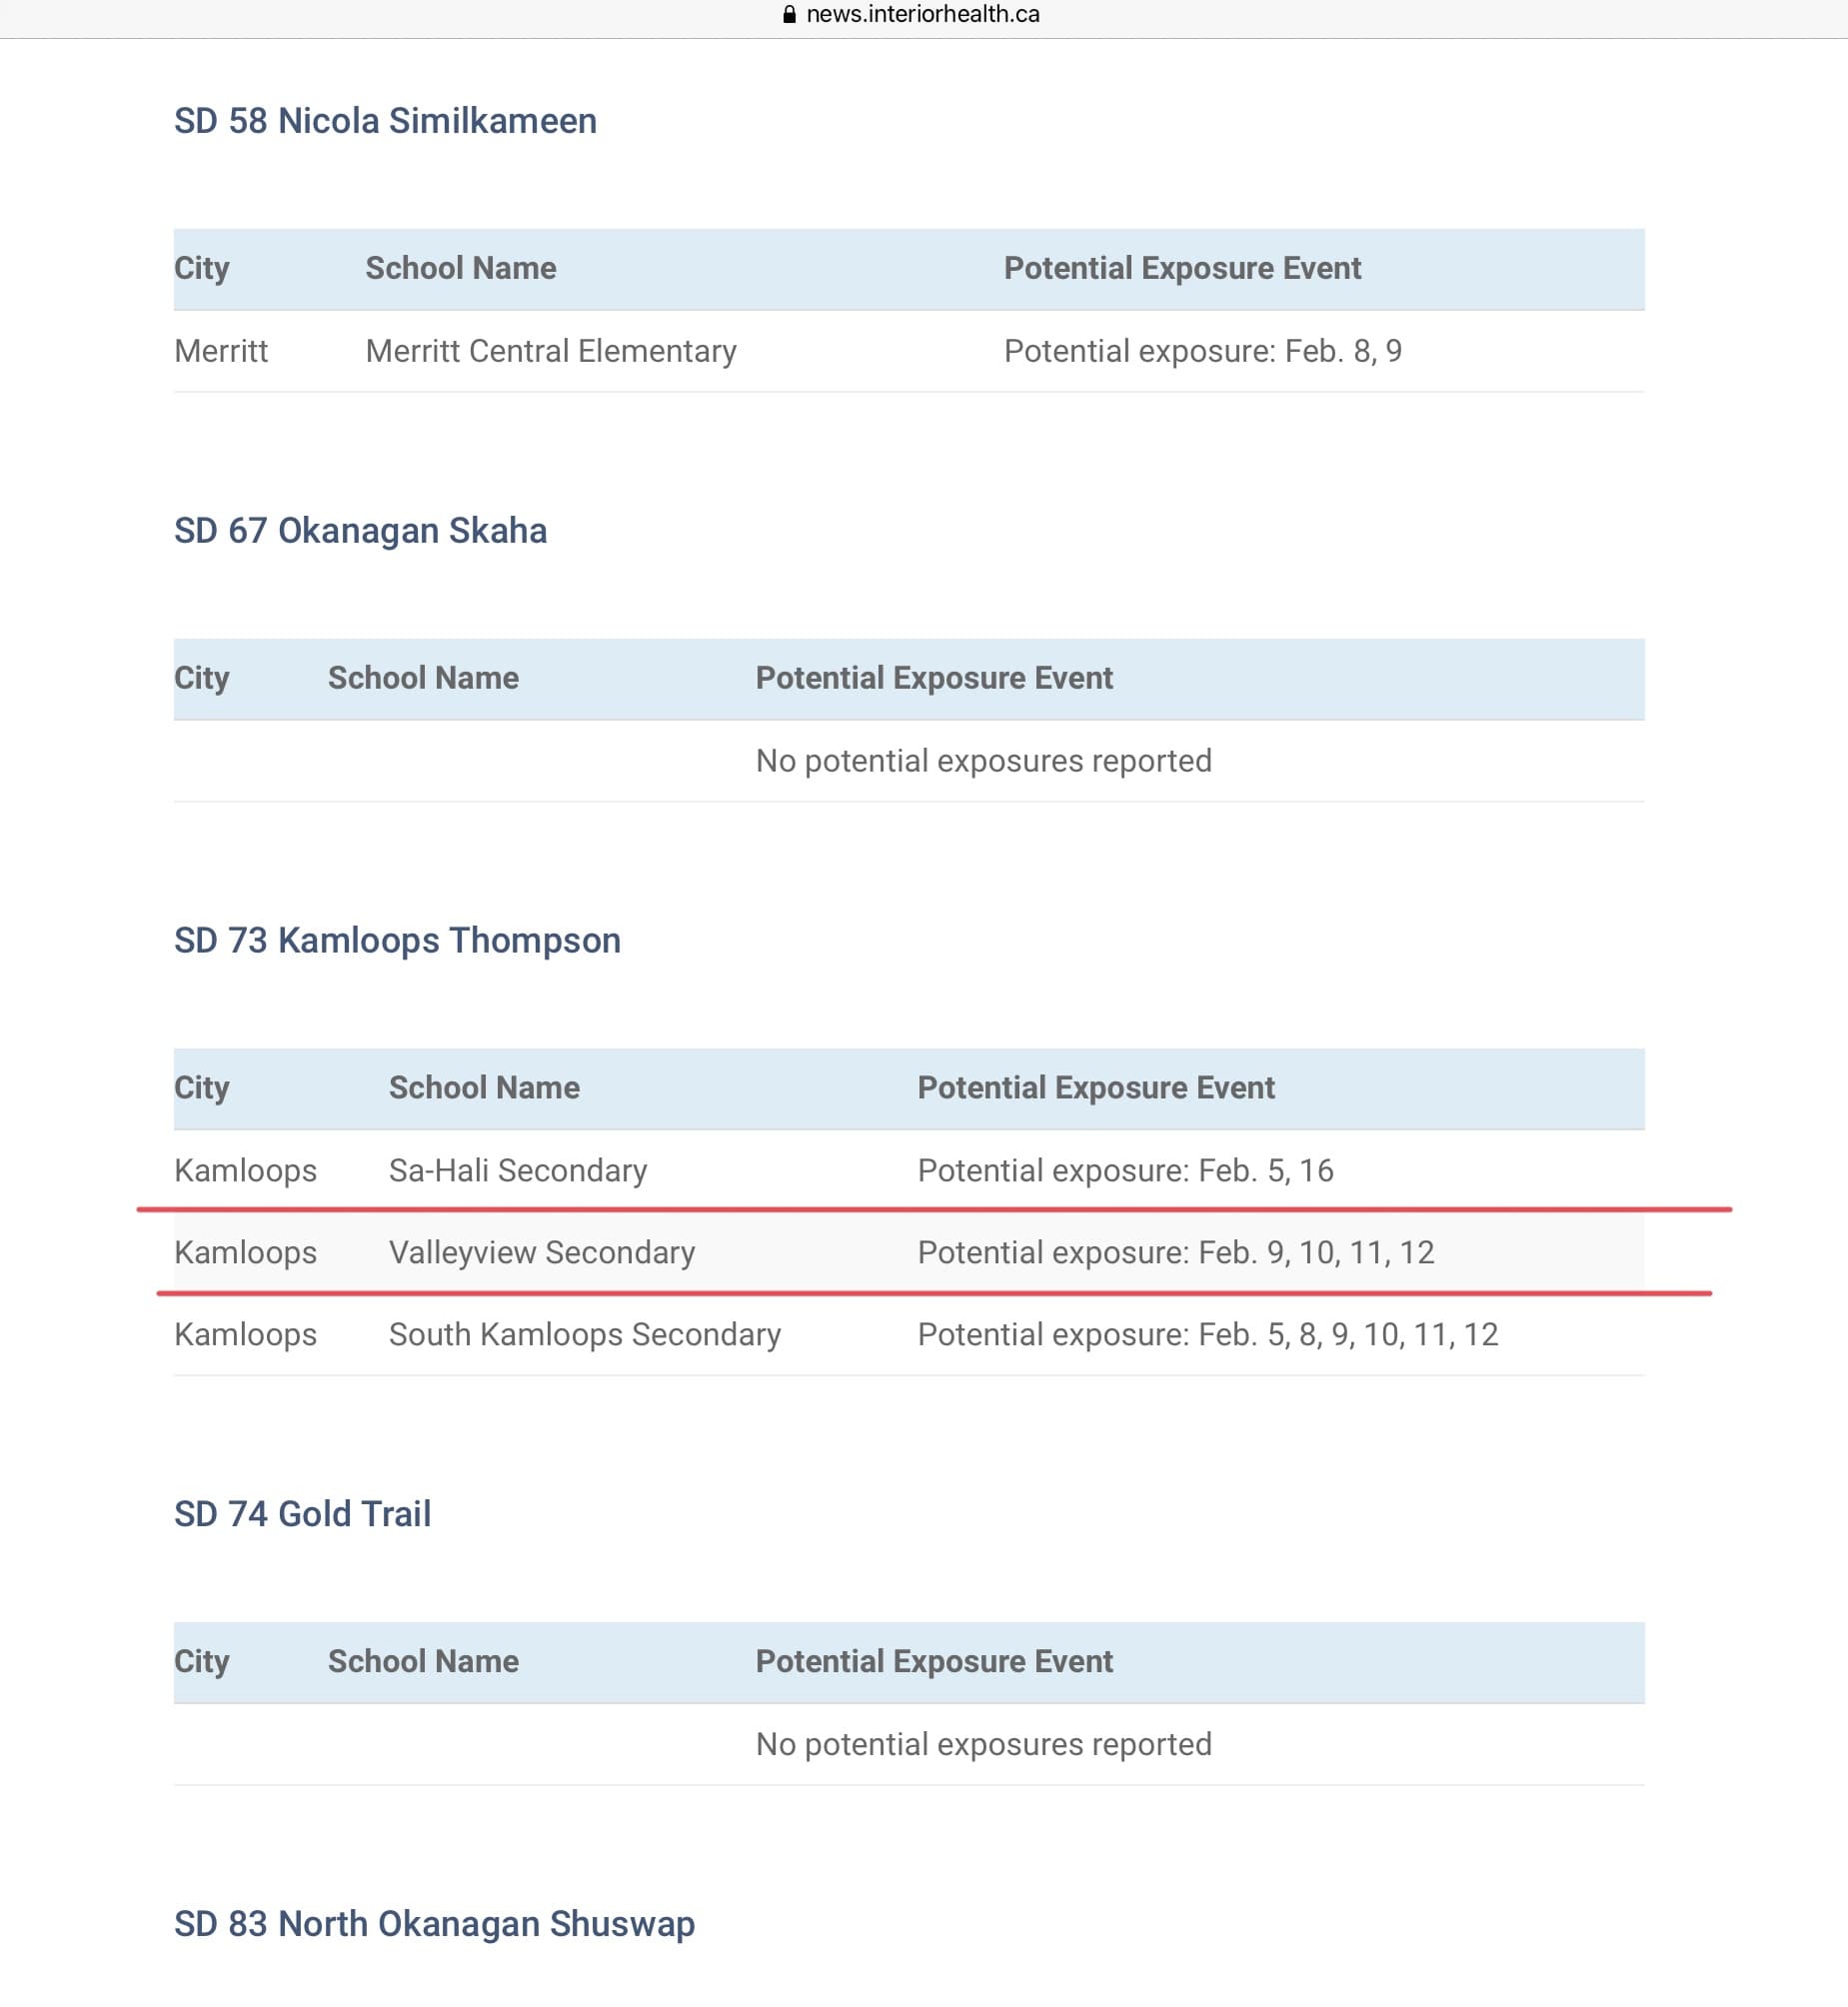 news.interiorhealth.ca
SD 58 Nicola Similkameen
City School Name Potential Exposure Event
Merritt Merritt Central Elementary Potential exposure: Feb. 8, 9
SD 67 Okanagan Skaha
City School Name Potential Exposure Event
No potential exposures reported
SD 73 Kamloops Thompson
City School Name Potential Exposure Event
Kamloops Sa-Hali Secondary Potential exposure: Feb. 5, 16
Kamloops Valleyview Secondary Potential exposure: Feb. 9, 10, 11, 12
Kamloops South Kamloops Secondary Potential exposure: Feb. 5, 8, 9, 10, 11, 12
SD 74 Gold Trail
City School Name Potential Exposure Event
No potential exposures reported
SD 83 North Okanagan Shuswap